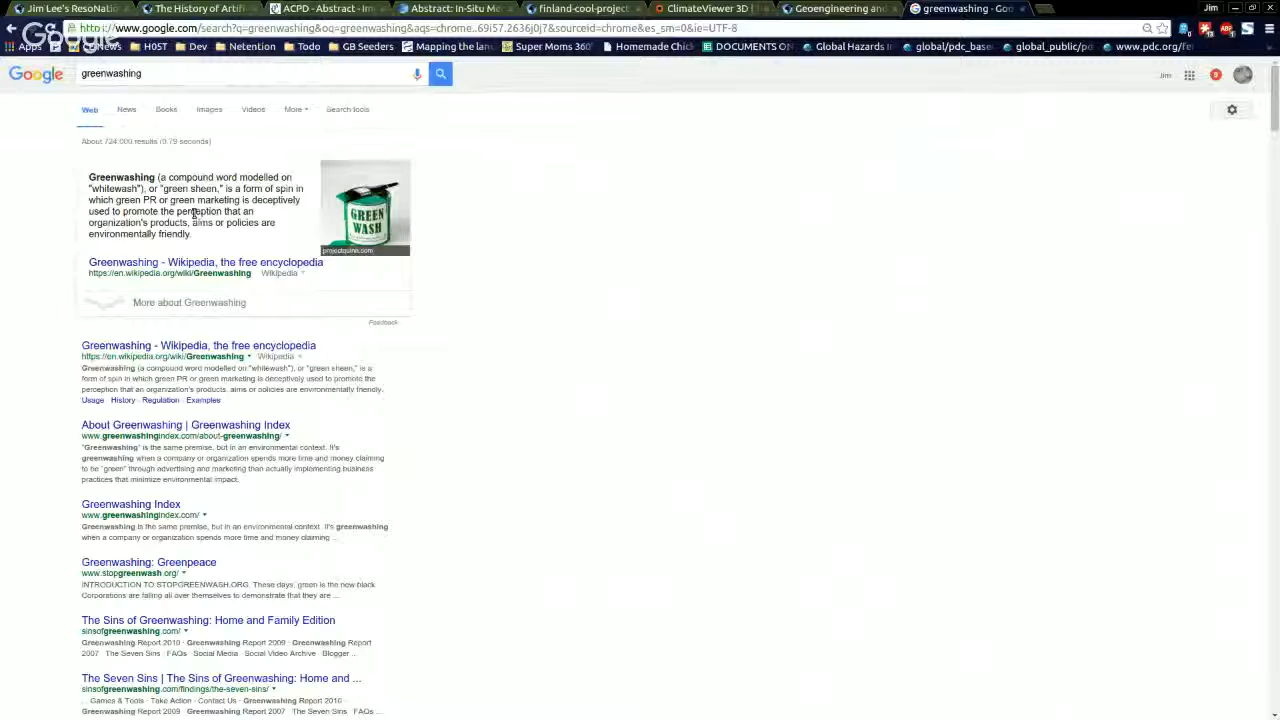 Jim Lee's ResoNati
The History of Artifi
ACPD - Abstract - Im
Abstract: In-Situ Me
finland-cool-project
ClimateViewer 3D
Geoengineering and
greenwashing - Goo
Jim
http://www.google.com/search?q=greenwashing&oq=greenwashing&aqs=chrome..69i57.2636j0j7&sourceid=chrome&es_sm=0&ie=UTF-8
Apps News H05T Dev Netention Todo GB Seeders Mapping the lan Super Moms 360° Homemade Chick DOCUMENTS ON Global Hazards In global/pdc_base global/public/pd www.pdc.org/fer
Google
greenwashing
Jim 9
Web News Books Images Videos More Search tools
About 724,000 results (0.79 seconds)
Greenwashing (a compound word modelled on
"whitewash"), or "green sheen," is a form of spin in
which green PR or green marketing is deceptively
used to promote the perception that an
organization's products, aims or policies are
environmentally friendly.
GREEN
WASH
Greenwashing - Wikipedia, the free encyclopedia
https://en.wikipedia.org/wiki/Greenwashing Wikipedia
More about Greenwashing
Feedback
Greenwashing - Wikipedia, the free encyclopedia
https://en.wikipedia.org/wiki/Greenwashing Wikipedia
Greenwashing (a compound word modelled on "whitewash"), or "green sheen," is a
form of spin in which green PR or green marketing is deceptively used to promote the
perception that an organization's products, aims or policies are environmentally friendly.
Usage · History · Regulation · Examples
About Greenwashing | Greenwashing Index
www.greenwashingindex.com/about-greenwashing/
"Greenwashing" is the same premise, but in an environmental context. It's
greenwashing when a company or organization spends more time and money claiming
to be "green" through advertising and marketing than actually implementing business
practices that minimize environmental impact.
Greenwashing Index
www.greenwashingindex.com/
Greenwashing is the same premise, but in an environmental context. It's greenwashing
when a company or organization spends more time and money claiming ...
Greenwashing: Greenpeace
www.stopgreenwash.org/
INTRODUCTION TO STOPGREENWASH.ORG. These days, green is the new black.
Corporations are falling all over themselves to demonstrate that they are ...
The Sins of Greenwashing: Home and Family Edition
sinsofgreenwashing.com/
Greenwashing Report 2010 · Greenwashing Report 2009 · Greenwashing Report
2007 · The Seven Sins · FAQs · Social Media · Social Video Archive · Blogger ...
The Seven Sins | The Sins of Greenwashing: Home and ...
sinsofgreenwashing.com/findings/the-seven-sins/
... Games & Tools · Take Action · Contact Us · Greenwashing Report 2010 ·
Greenwashing Report 2009 · Greenwashing Report 2007 · The Seven Sins · FAQs ...